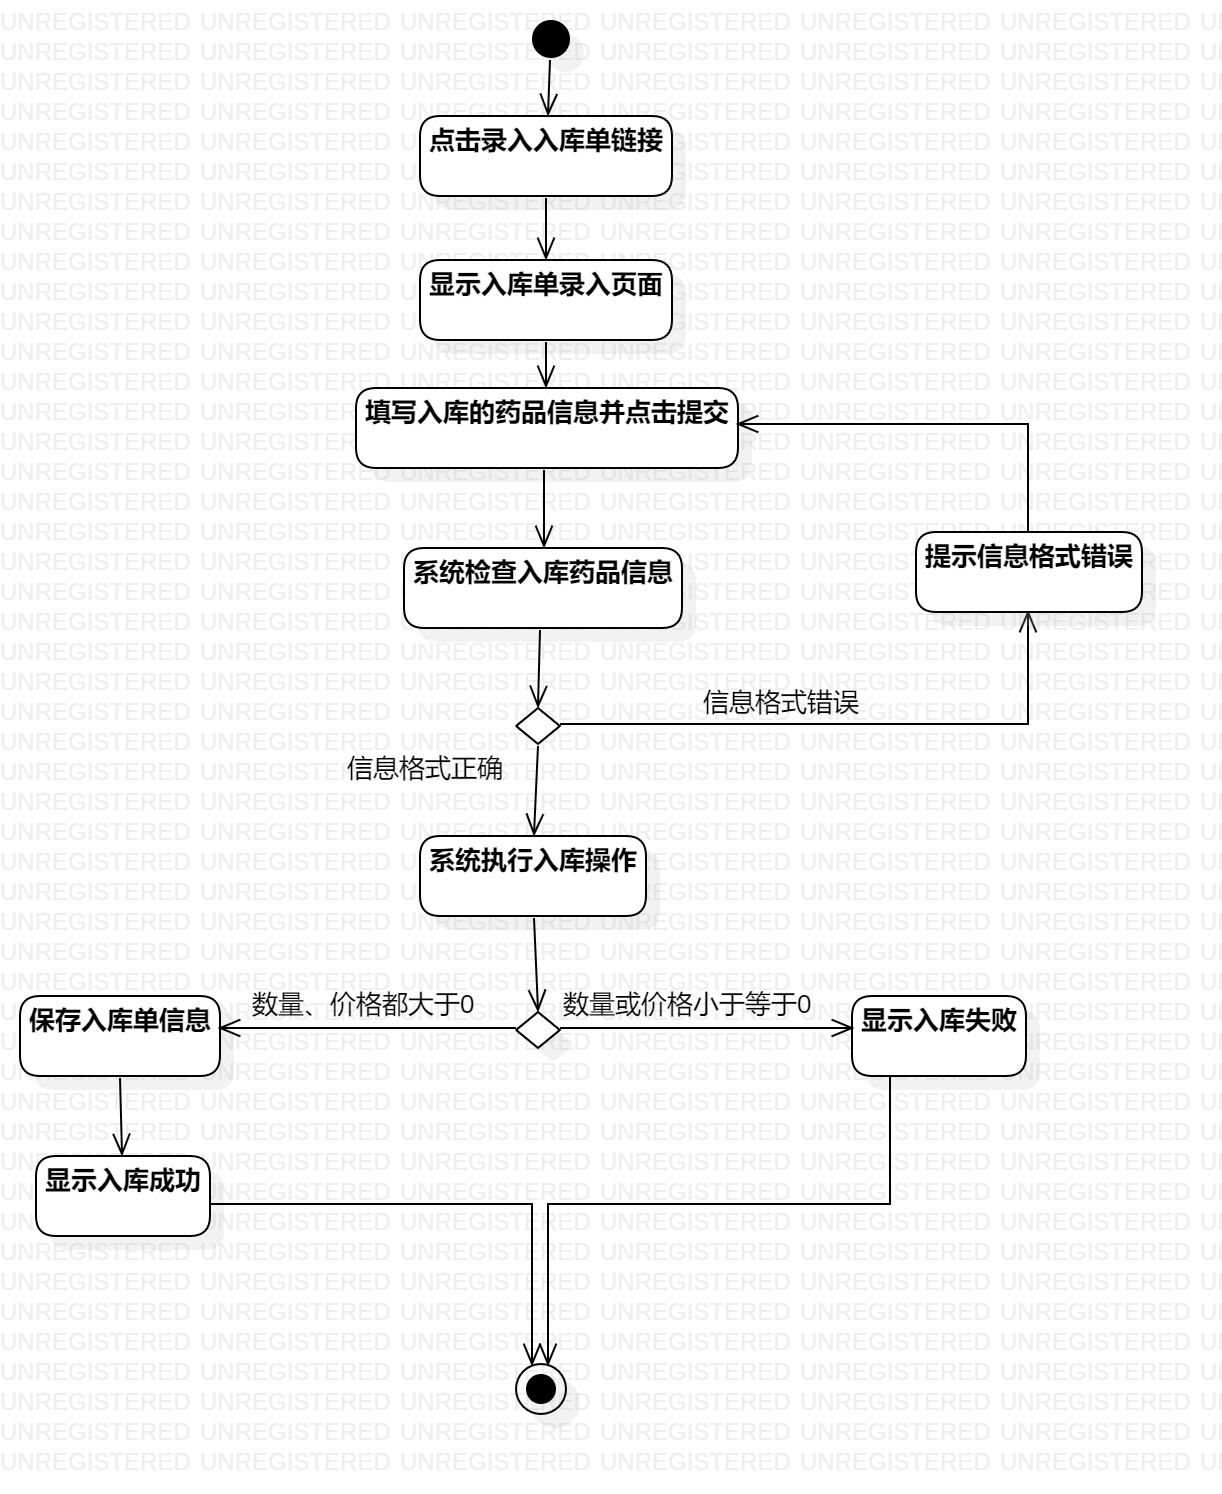 点击录入入库单链接
显示入库单录入页面
填写入库的药品信息并点击提交
系统检查入库药品信息
提示信息格式错误
信息格式错误
信息格式正确
系统执行入库操作
数量、价格都大于0
数量或价格小于等于0
保存入库单信息
显示入库失败
显示入库成功
UNREGISTERED